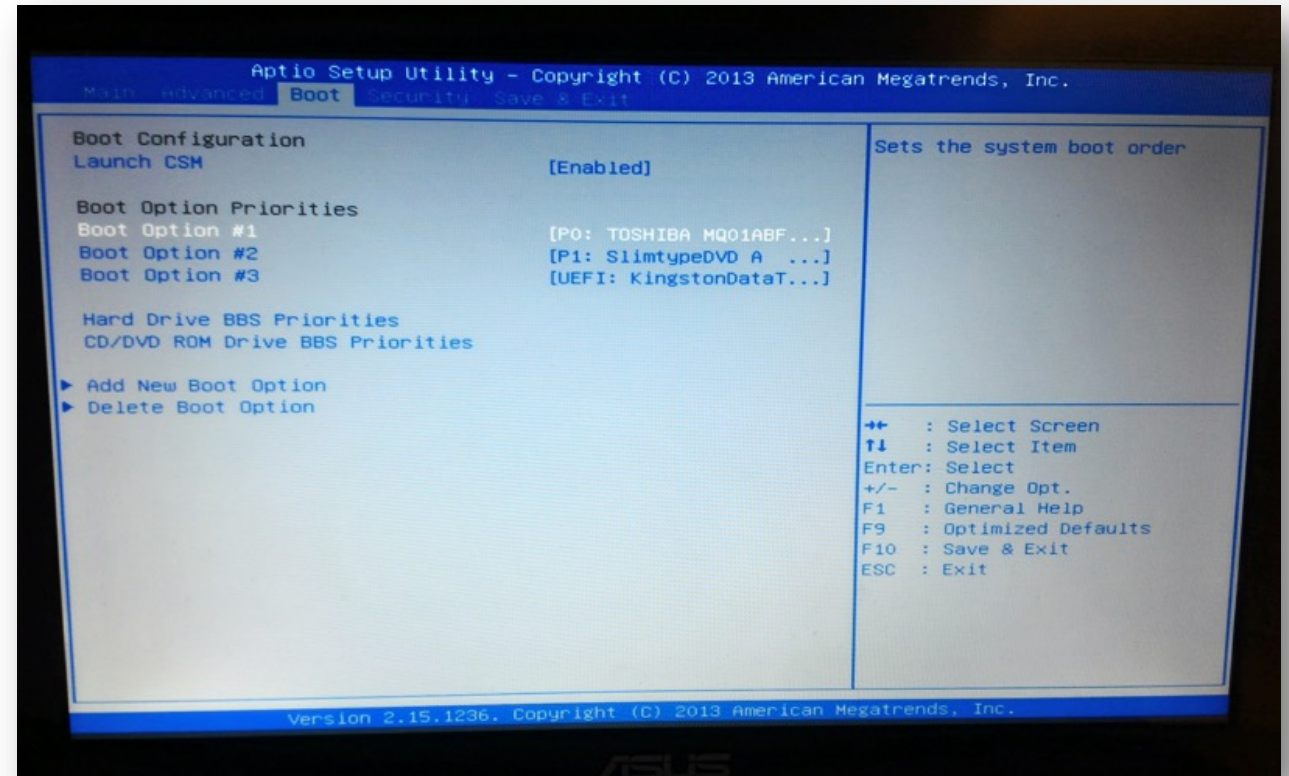 Aptio Setup Utility – Copyright (C) 2013 American Megatrends, Inc.
Main Advanced Boot Security Save & Exit
Boot Configuration
Launch CSM [Enabled]
Boot Option Priorities
Boot Option #1 [P0: TOSHIBA MQ01ABF...]
Boot Option #2 [P1: SlimtypeDVD A ...]
Boot Option #3 [UEFI: KingstonDataT...]
Hard Drive BBS Priorities
CD/DVD ROM Drive BBS Priorities
▶ Add New Boot Option
▶ Delete Boot Option
Sets the system boot order
→← : Select Screen
↑↓ : Select Item
Enter: Select
+/- : Change Opt.
F1 : General Help
F9 : Optimized Defaults
F10 : Save & Exit
ESC : Exit
Version 2.15.1236. Copyright (C) 2013 American Megatrends, Inc.
ASUS